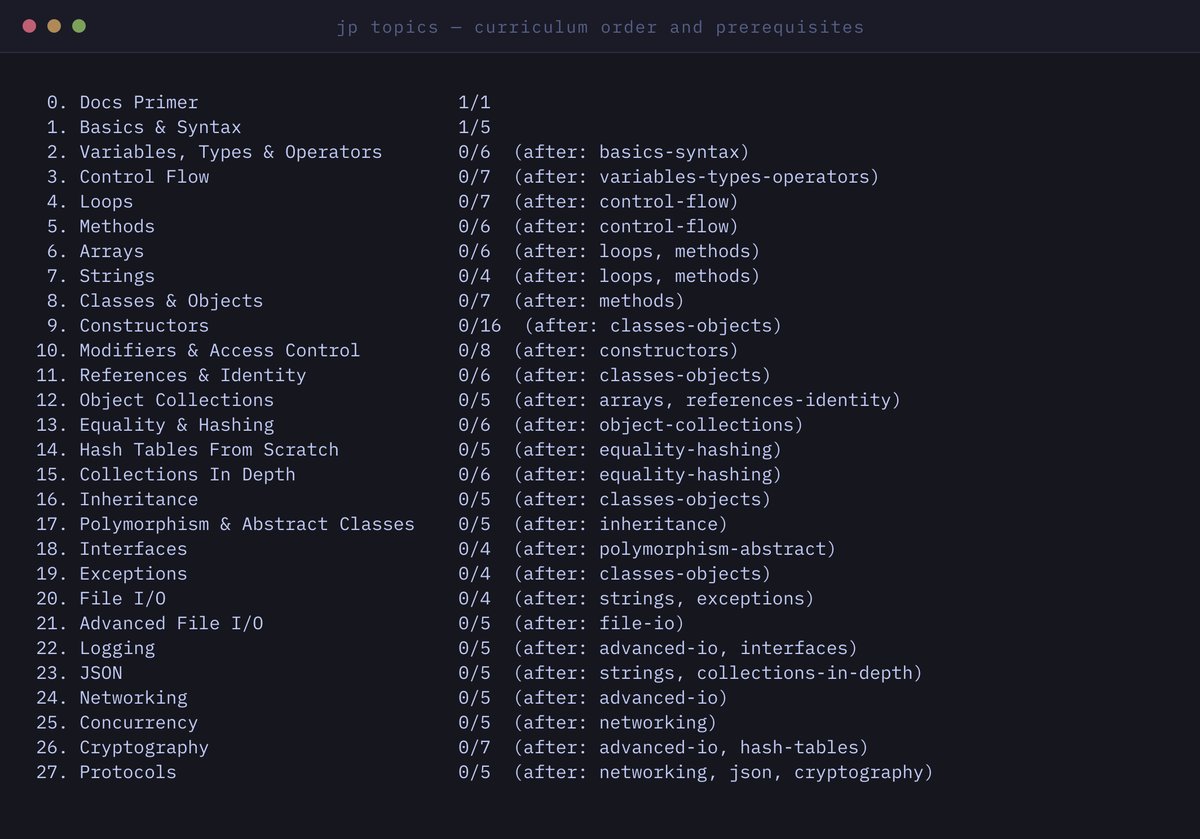 jp topics — curriculum order and prerequisites
0. Docs Primer 1/1
1. Basics & Syntax 1/5
2. Variables, Types & Operators 0/6 (after: basics-syntax)
3. Control Flow 0/7 (after: variables-types-operators)
4. Loops 0/7 (after: control-flow)
5. Methods 0/6 (after: control-flow)
6. Arrays 0/6 (after: loops, methods)
7. Strings 0/4 (after: loops, methods)
8. Classes & Objects 0/7 (after: methods)
9. Constructors 0/16 (after: classes-objects)
10. Modifiers & Access Control 0/8 (after: constructors)
11. References & Identity 0/6 (after: classes-objects)
12. Object Collections 0/5 (after: arrays, references-identity)
13. Equality & Hashing 0/6 (after: object-collections)
14. Hash Tables From Scratch 0/5 (after: equality-hashing)
15. Collections In Depth 0/6 (after: equality-hashing)
16. Inheritance 0/5 (after: classes-objects)
17. Polymorphism & Abstract Classes 0/5 (after: inheritance)
18. Interfaces 0/4 (after: polymorphism-abstract)
19. Exceptions 0/4 (after: classes-objects)
20. File I/O 0/4 (after: strings, exceptions)
21. Advanced File I/O 0/5 (after: file-io)
22. Logging 0/5 (after: advanced-io, interfaces)
23. JSON 0/5 (after: strings, collections-in-depth)
24. Networking 0/5 (after: advanced-io)
25. Concurrency 0/5 (after: networking)
26. Cryptography 0/7 (after: advanced-io, hash-tables)
27. Protocols 0/5 (after: networking, json, cryptography)